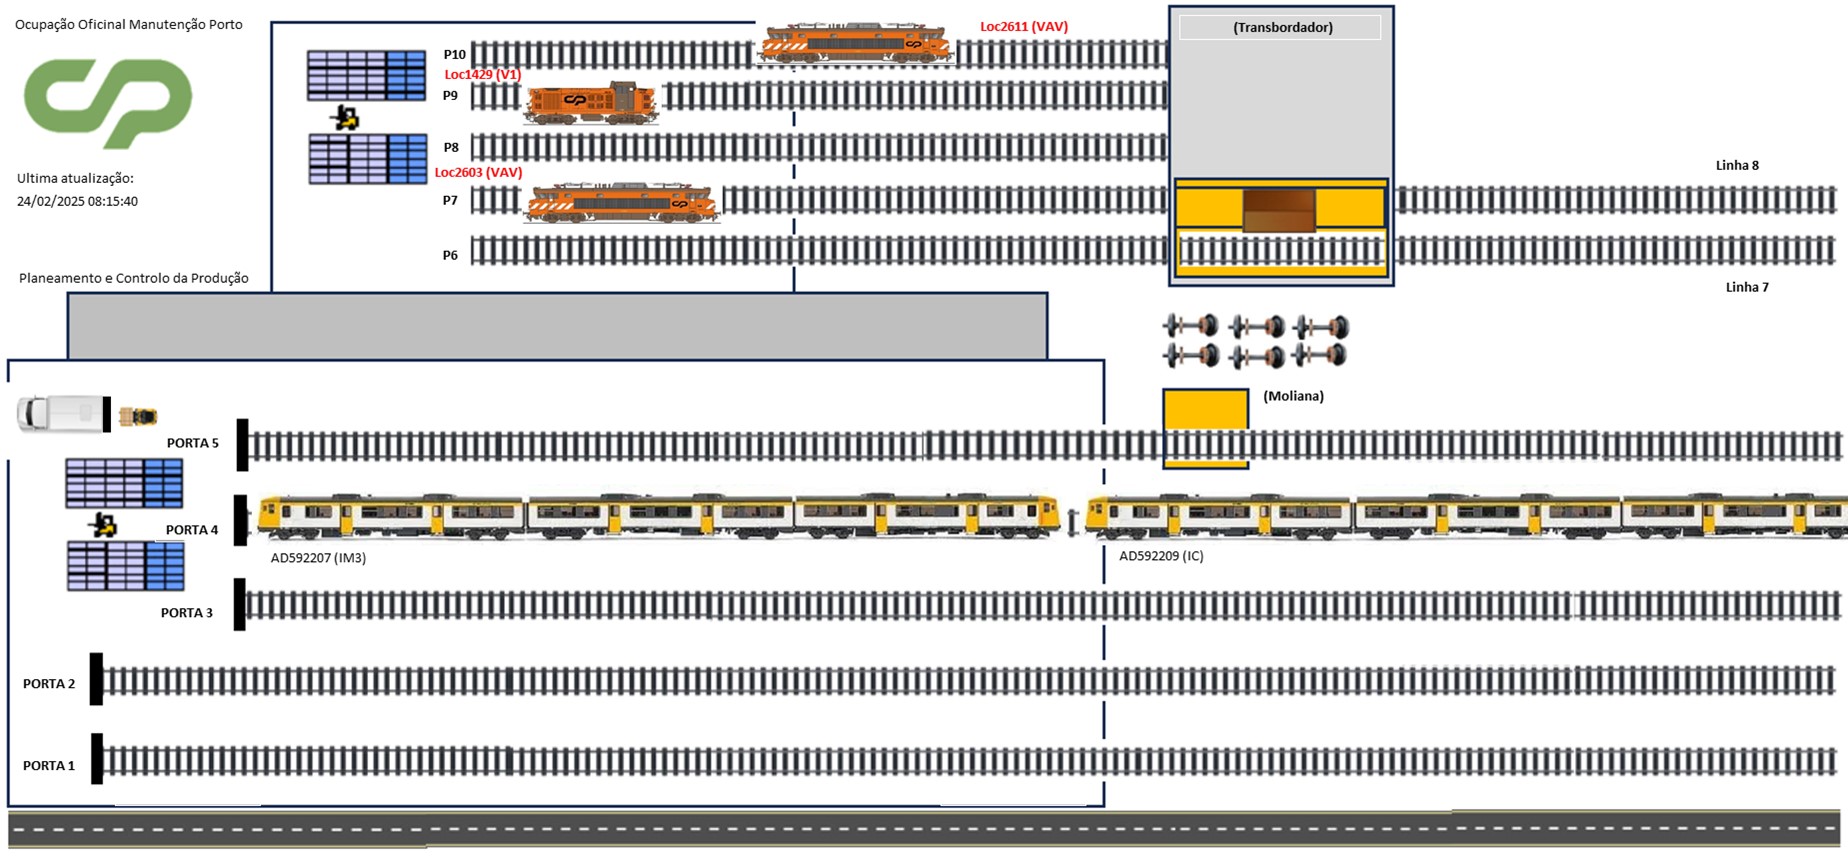 Ocupação Oficinal Manutenção Porto
Ultima atualização:
24/02/2025 08:15:40
Planeamento e Controlo da Produção
Loc2611 (VAV)
(Transbordador)
P10
Loc1429 (V1)
P9
P8
Loc2603 (VAV)
P7
P6
Linha 8
Linha 7
(Moliana)
PORTA 5
PORTA 4
AD592207 (IM3)
AD592209 (IC)
PORTA 3
PORTA 2
PORTA 1